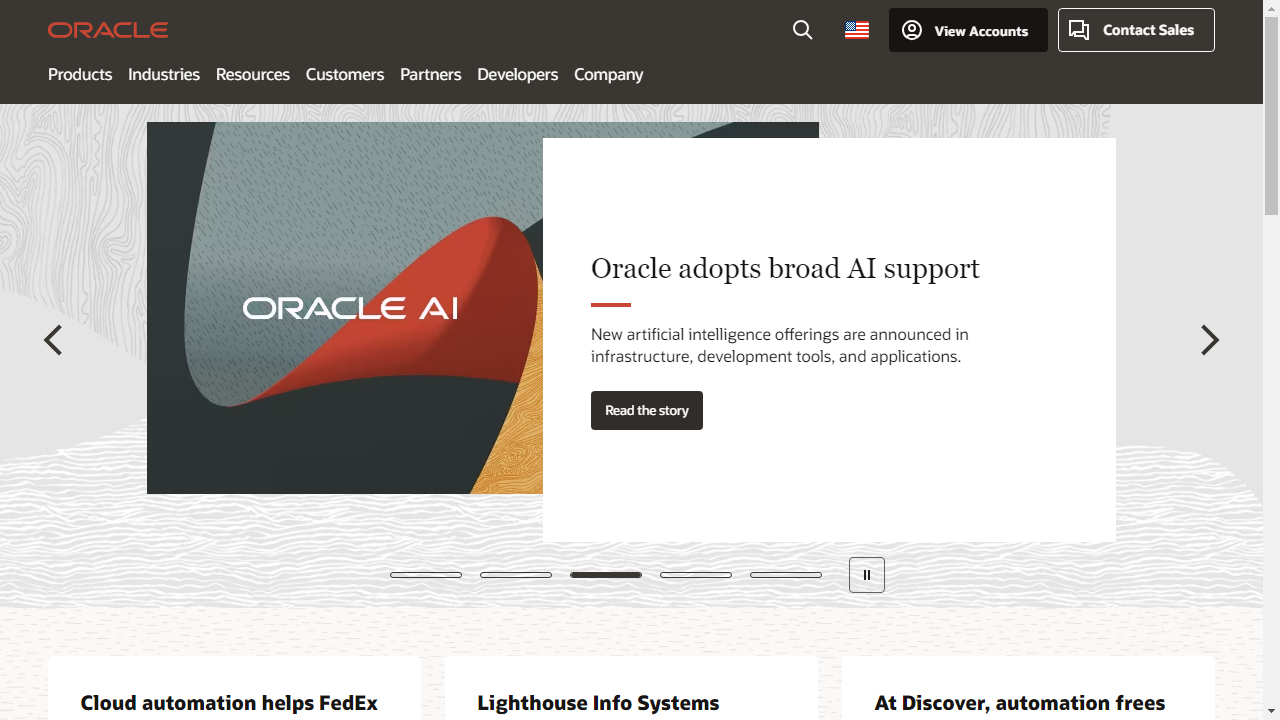 ORACLE
View Accounts
Contact Sales
Products Industries Resources Customers Partners Developers Company
ORACLE AI
Oracle adopts broad AI support
New artificial intelligence offerings are announced in
infrastructure, development tools, and applications.
Read the story
Cloud automation helps FedEx
Lighthouse Info Systems
At Discover, automation frees